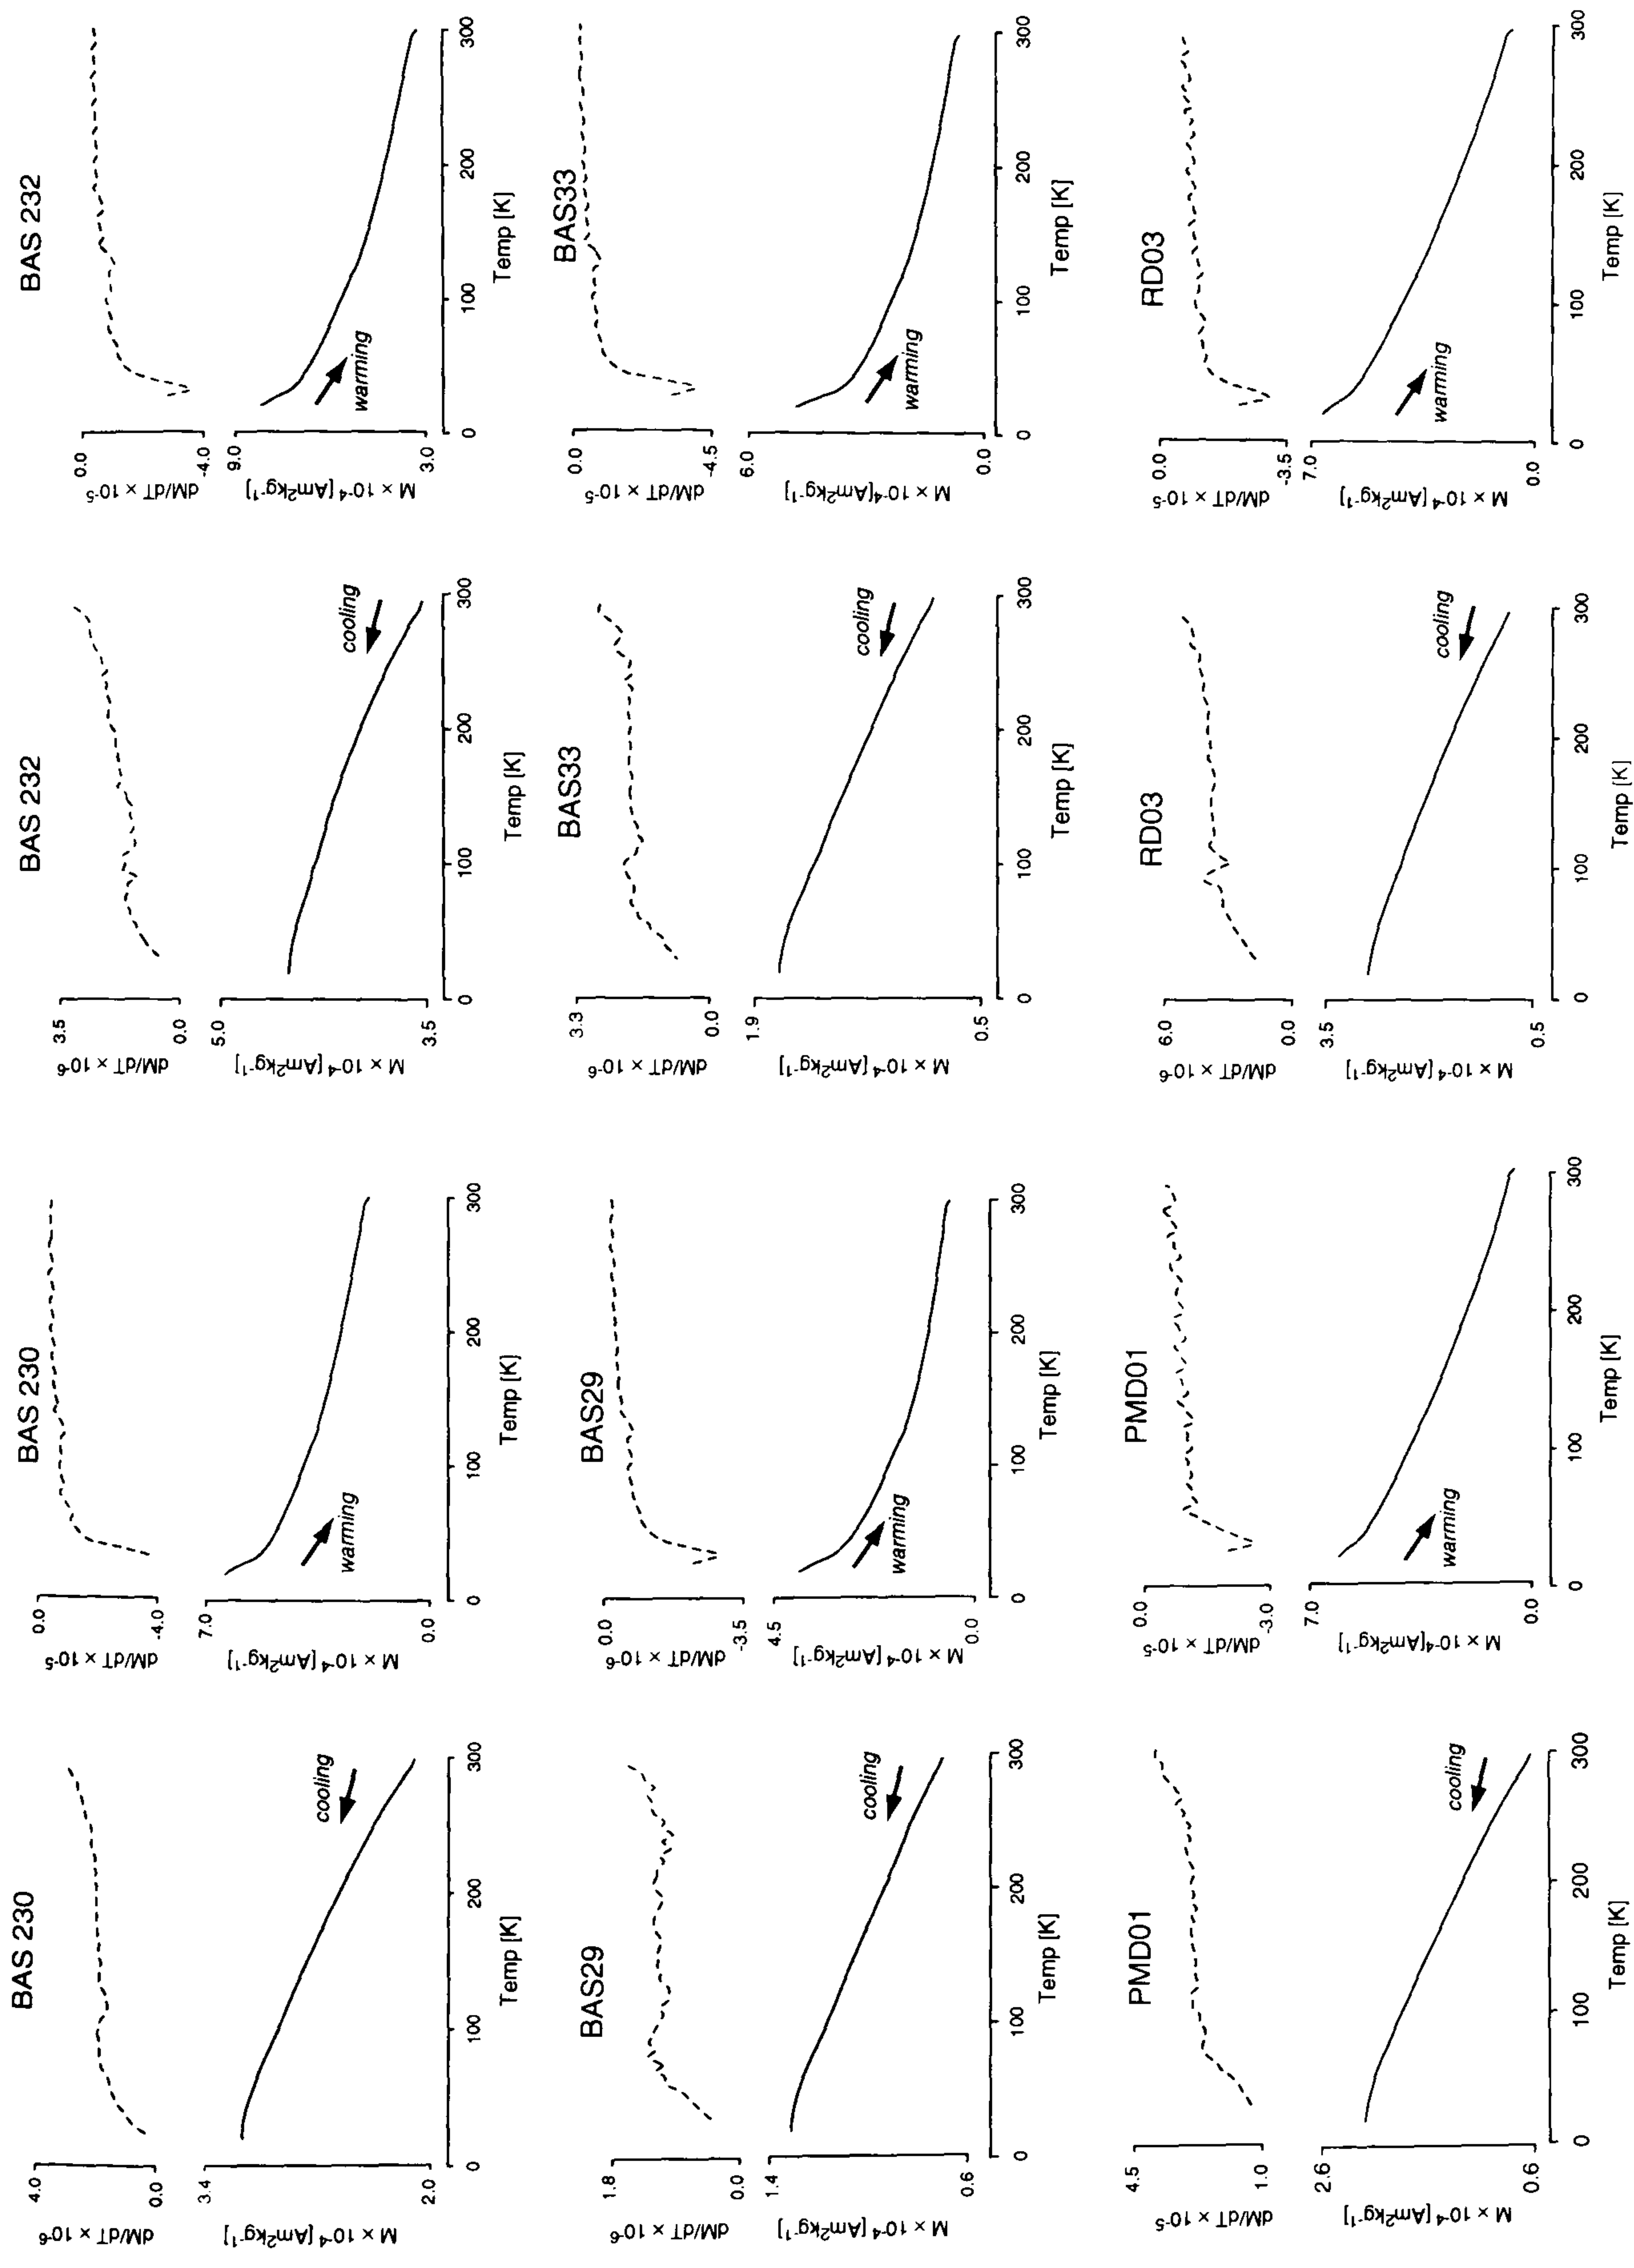 BAS 230
4.0
0.0
dM/dT × 10-6
3.4
2.0
M × 10-4 [Am2kg-1]
cooling
0 100 200 300
Temp [K]
BAS 230
0.0
-4.0
dM/dT × 10-5
7.0
0.0
M × 10-4 [Am2kg-1]
warming
0 100 200 300
Temp [K]
BAS 232
3.5
0.0
dM/dT × 10-6
5.0
3.5
M × 10-4 [Am2kg-1]
cooling
0 100 200 300
Temp [K]
BAS 232
0.0
-4.0
dM/dT × 10-5
9.0
3.0
M × 10-4 [Am2kg-1]
warming
0 100 200 300
Temp [K]
BAS29
1.8
0.0
dM/dT × 10-6
1.4
0.6
M × 10-4 [Am2kg-1]
cooling
0 100 200 300
Temp [K]
BAS29
0.0
-3.5
dM/dT × 10-6
4.5
0.0
M × 10-4 [Am2kg-1]
warming
0 100 200 300
Temp [K]
BAS33
3.3
0.0
dM/dT × 10-6
1.9
0.5
M × 10-4 [Am2kg-1]
cooling
0 100 200 300
Temp [K]
BAS33
0.0
-4.5
dM/dT × 10-5
6.0
0.0
M × 10-4 [Am2kg-1]
warming
0 100 200 300
Temp [K]
PMD01
4.5
1.0
dM/dT × 10-5
2.6
0.6
M × 10-4 [Am2kg-1]
cooling
0 100 200 300
Temp [K]
PMD01
0.0
-3.0
dM/dT × 10-5
7.0
0.0
M × 10-4 [Am2kg-1]
warming
0 100 200 300
Temp [K]
RD03
6.0
0.0
dM/dT × 10-6
3.5
0.5
M × 10-4 [Am2kg-1]
cooling
0 100 200 300
Temp [K]
RD03
0.0
-3.5
dM/dT × 10-5
7.0
0.0
M × 10-4 [Am2kg-1]
warming
0 100 200 300
Temp [K]